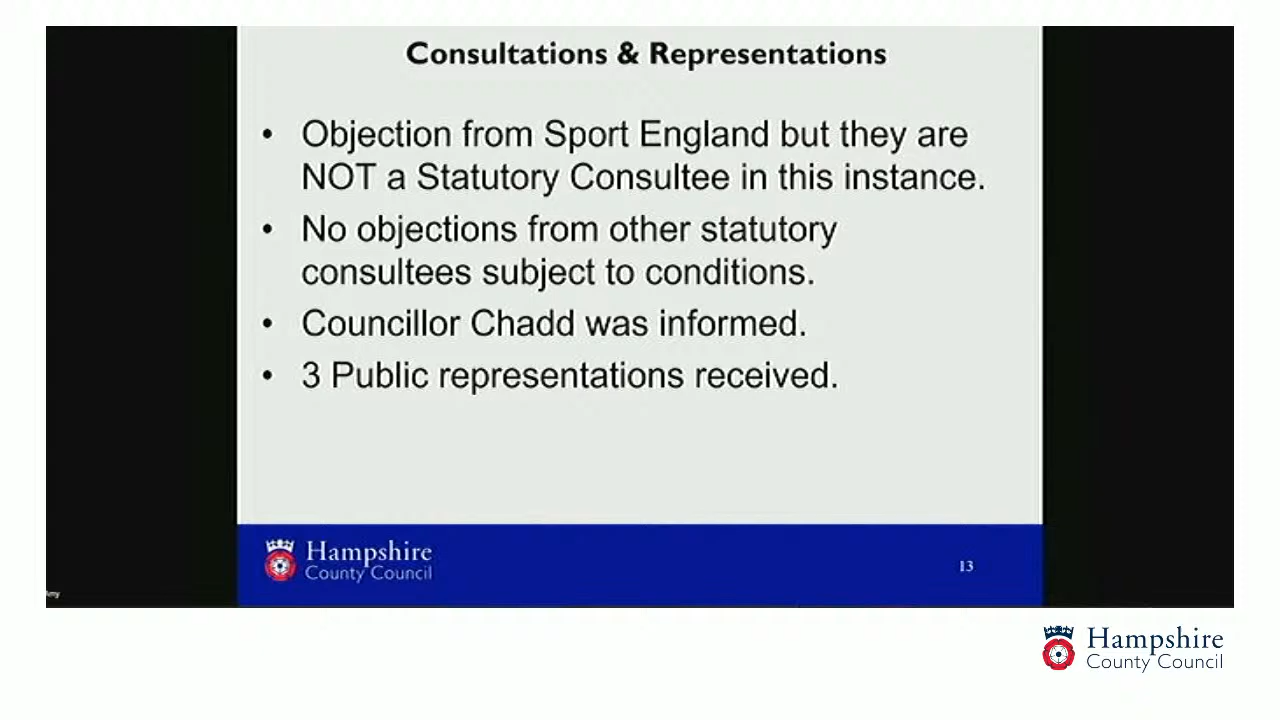 Consultations & Representations
• Objection from Sport England but they are
NOT a Statutory Consultee in this instance.
• No objections from other statutory
consultees subject to conditions.
• Councillor Chadd was informed.
• 3 Public representations received.
Hampshire
County Council
13
Hampshire
County Council